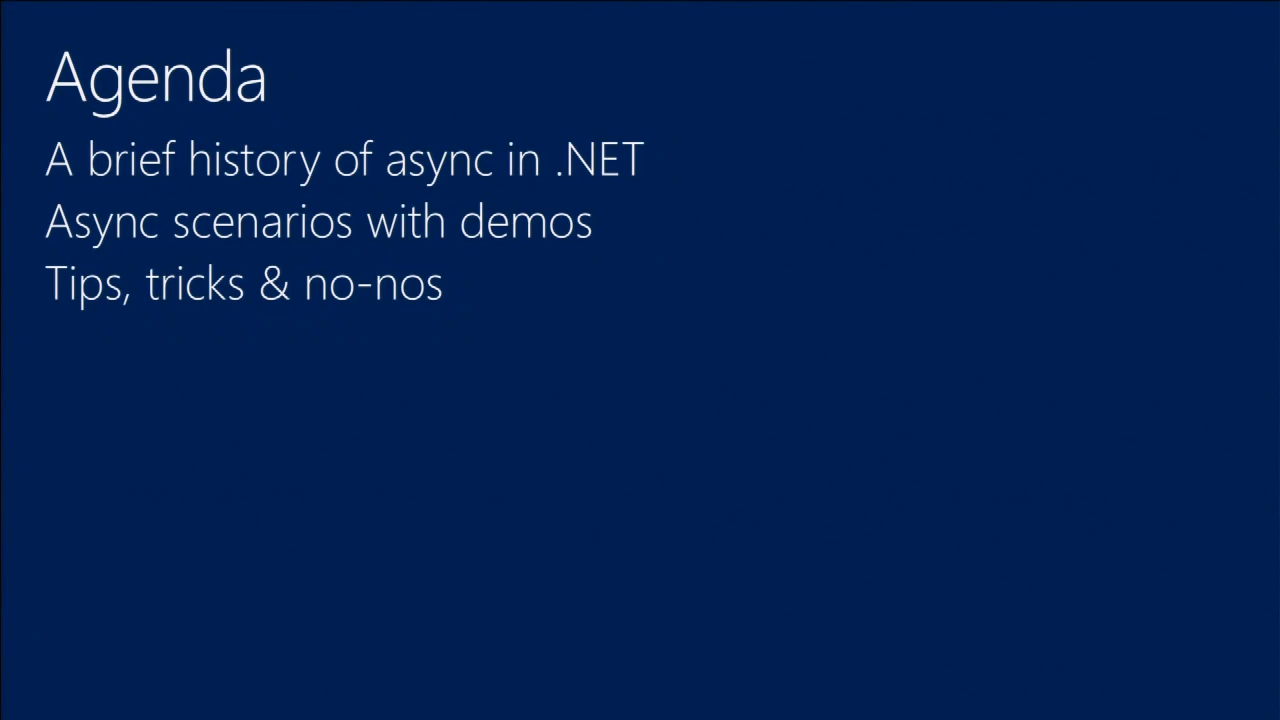 Agenda
A brief history of async in .NET
Async scenarios with demos
Tips, tricks & no-nos